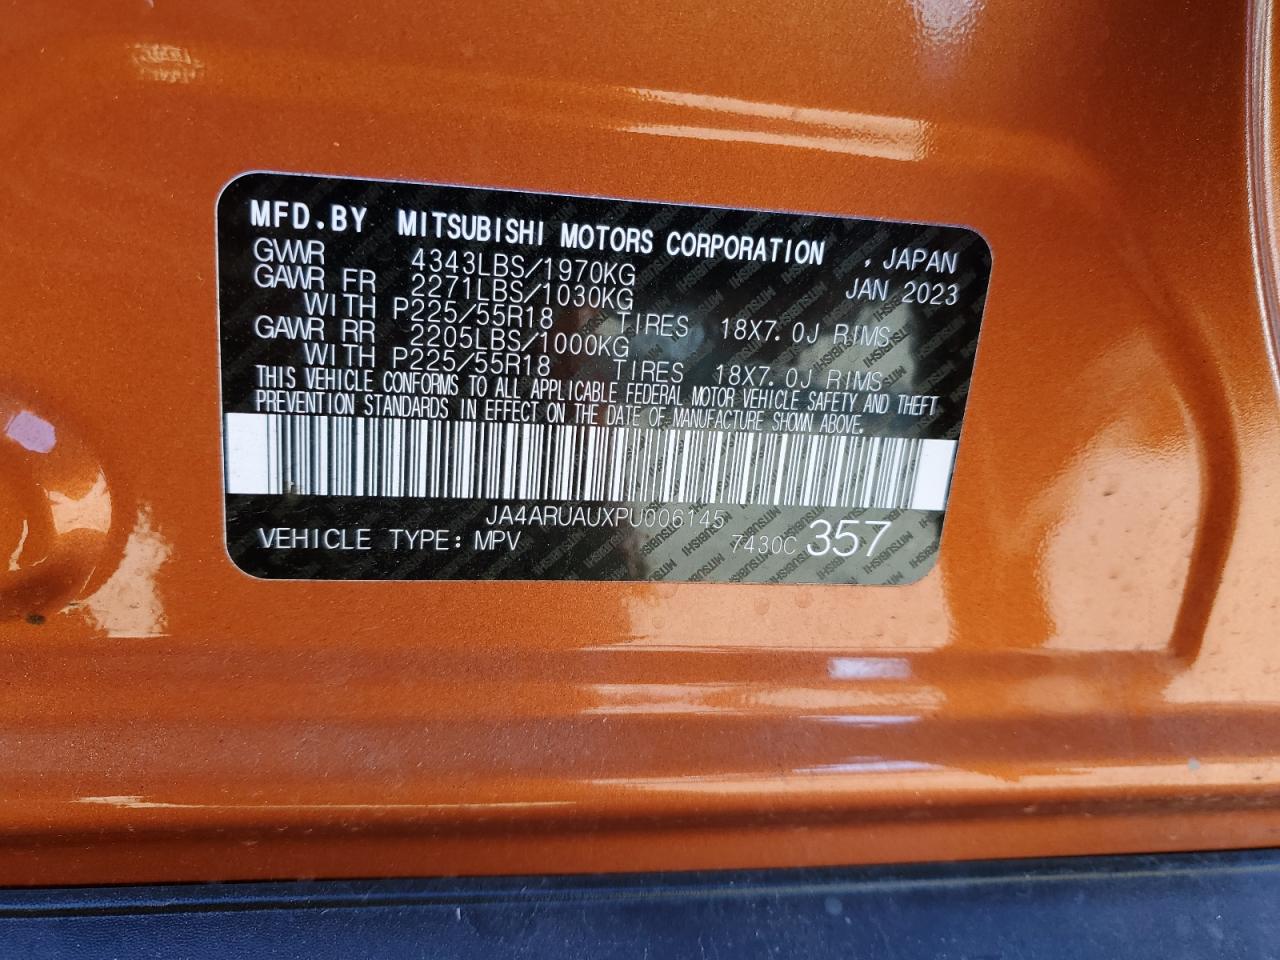 MFD.BY MITSUBISHI MOTORS CORPORATION , JAPAN
GVWR 4343LBS/1970KG JAN 2023
GAWR FR 2271LBS/1030KG
WITH P225/55R18 TIRES 18X7.0J RIMS
GAWR RR 2205LBS/1000KG
WITH P225/55R18 TIRES 18X7.0J RIMS
THIS VEHICLE CONFORMS TO ALL APPLICABLE FEDERAL MOTOR VEHICLE SAFETY AND THEFT
PREVENTION STANDARDS IN EFFECT ON THE DATE OF MANUFACTURE SHOWN ABOVE.
JA4ARUAUXPU006145
VEHICLE TYPE: MPV 7430C 357